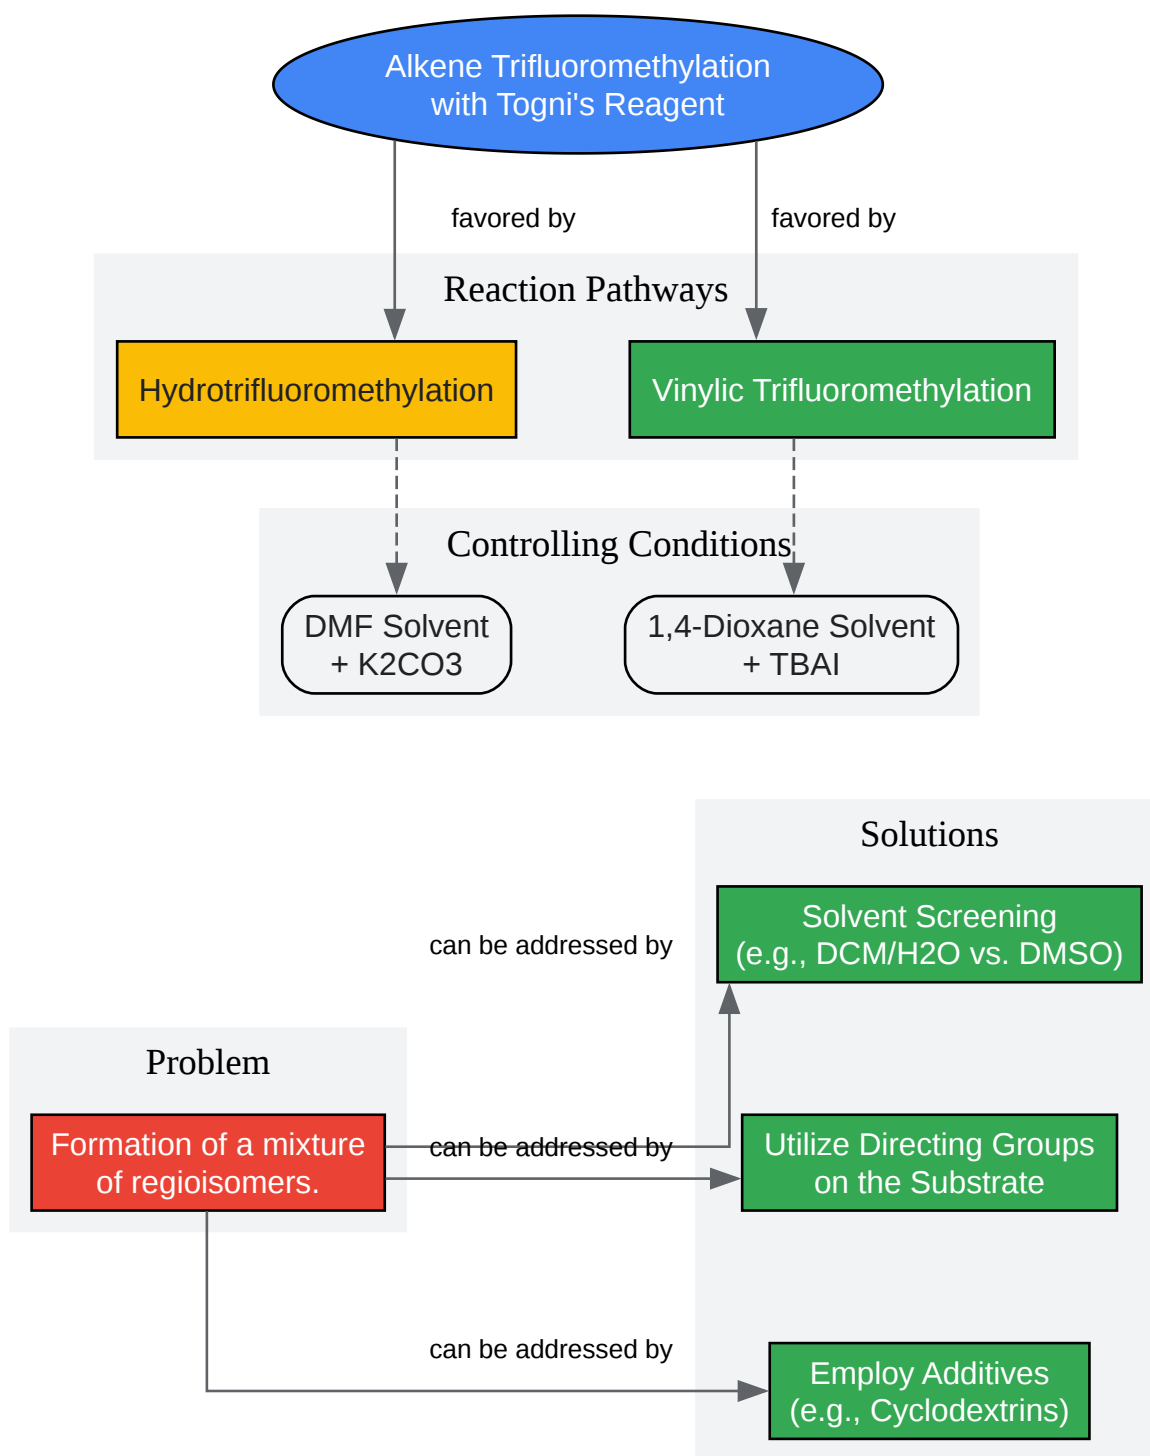 Alkene Trifluoromethylation
with Togni's Reagent
favored by
favored by
Reaction Pathways
Hydrotrifluoromethylation
Vinylic Trifluoromethylation
Controlling Conditions
DMF Solvent
+ K2CO3
1,4-Dioxane Solvent
+ TBAI
Solutions
Solvent Screening
(e.g., DCM/H2O vs. DMSO)
can be addressed by
Problem
Formation of a mixture
of regioisomers.
can be addressed by
Utilize Directing Groups
on the Substrate
can be addressed by
Employ Additives
(e.g., Cyclodextrins)